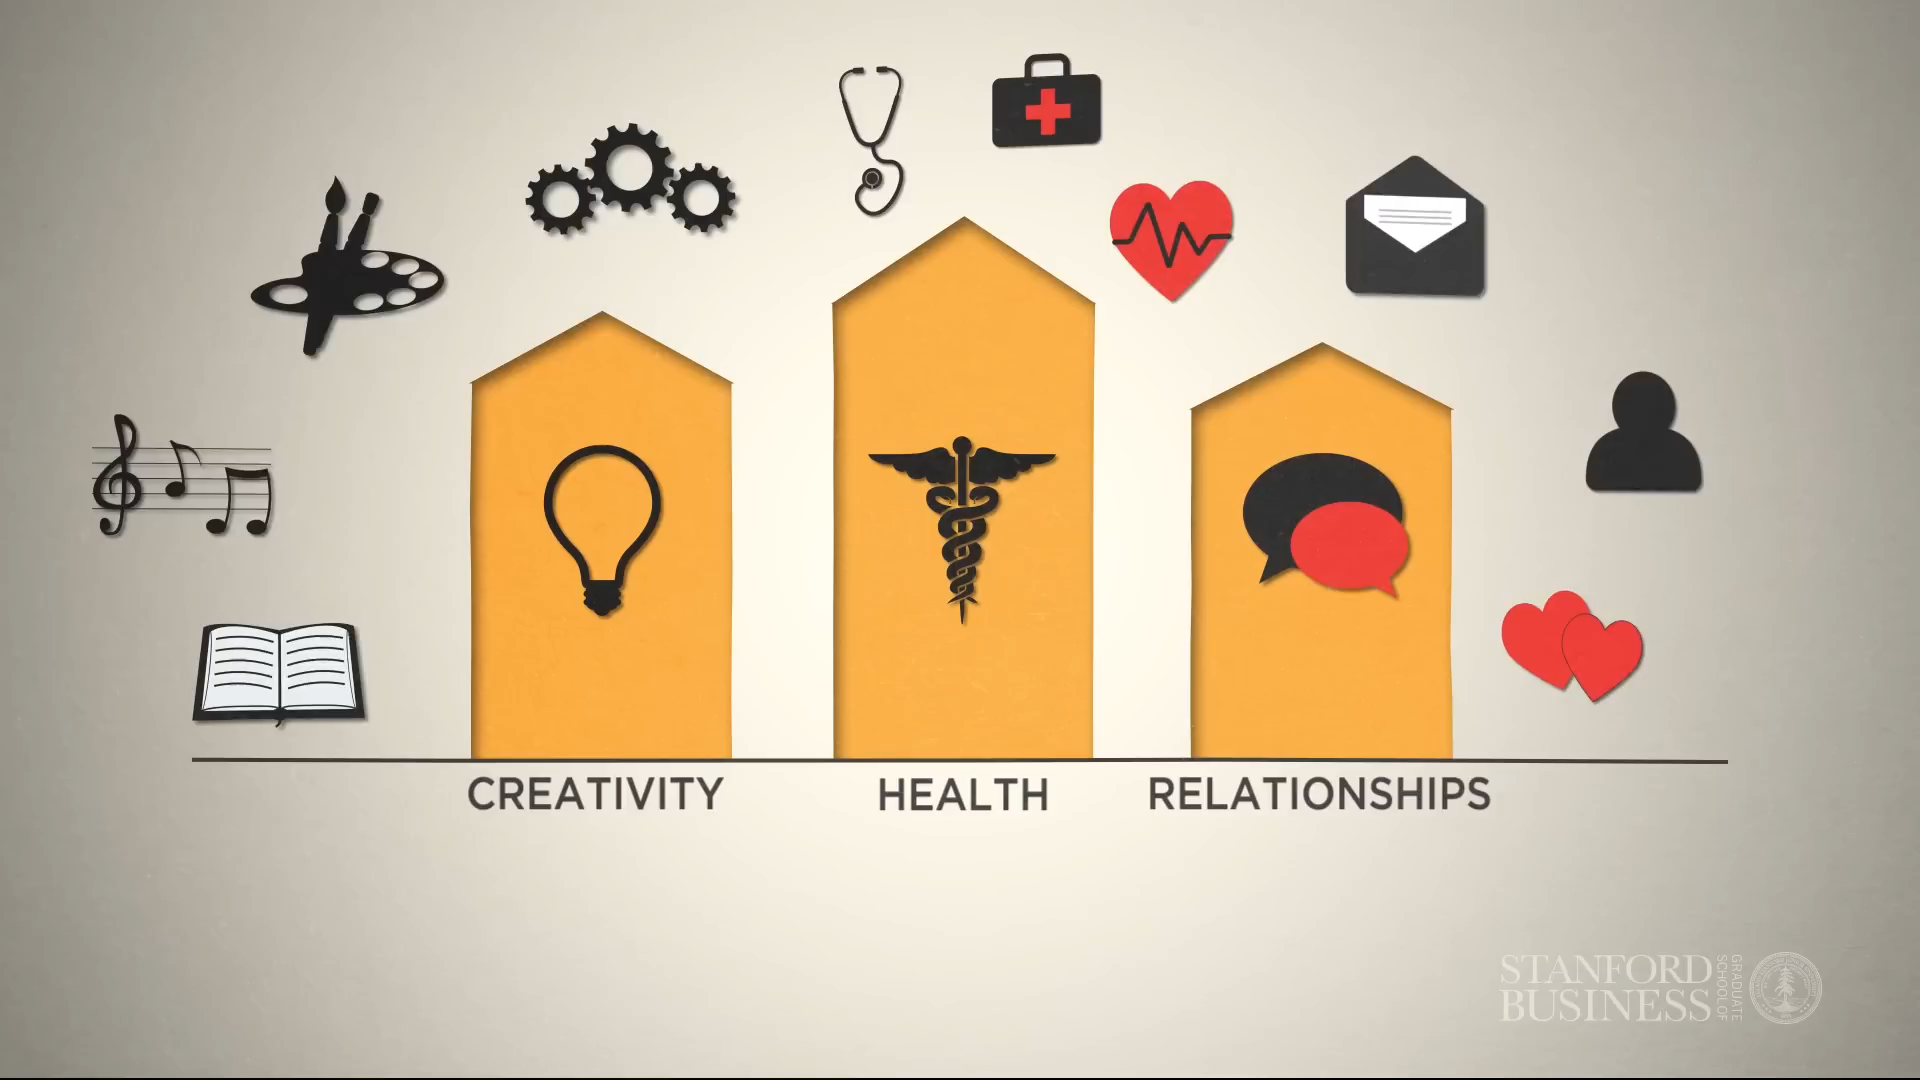 CREATIVITY
HEALTH
RELATIONSHIPS
STANFORD
BUSINESS
GRADUATE
SCHOOL OF